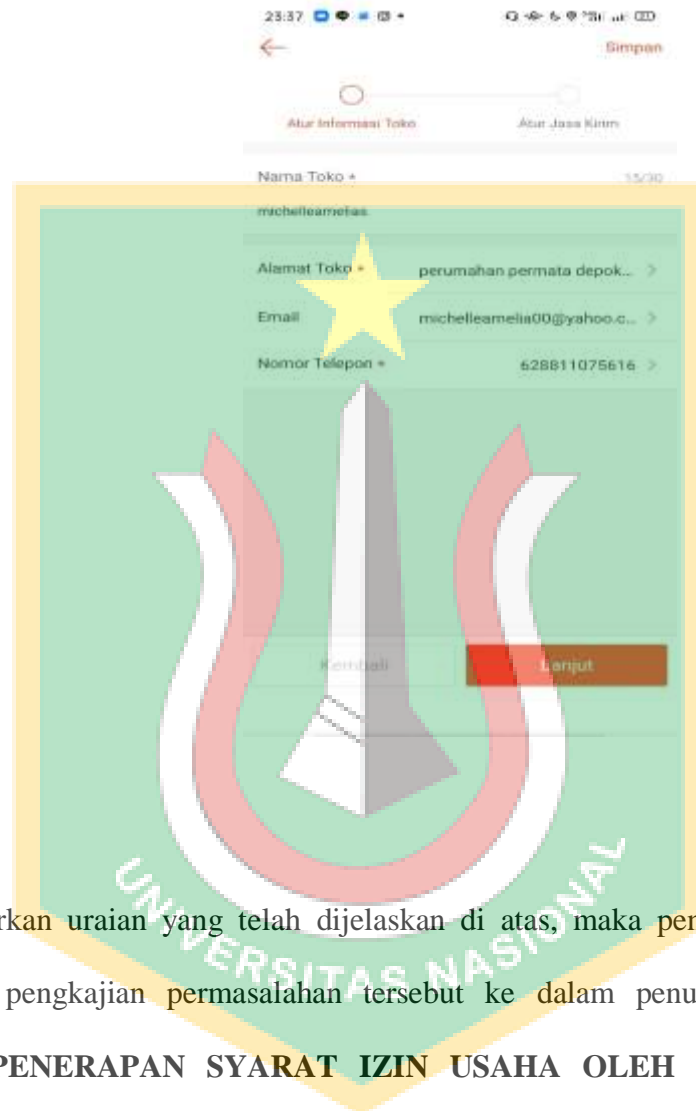 23:37
Simpan
Atur Informasi Toko Atur Jasa Kirim
Nama Toko * 15/30
michelleamelias
Alamat Toko * perumahan permata depok...
Email michelleamelia00@yahoo.c...
Nomor Telepon * 628811075616
Kembali Lanjut
UNIVERSITAS NASIONAL
rkan uraian yang telah dijelaskan di atas, maka pen
pengkajian permasalahan tersebut ke dalam penu
PENERAPAN SYARAT IZIN USAHA OLEH